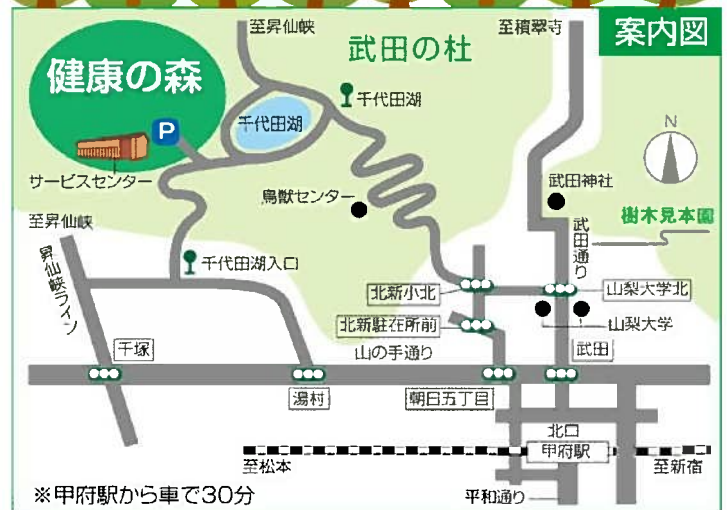 至昇仙峡
至積翠寺
案内図
武田の杜
健康の森
千代田湖
千代田湖
P
N
サービスセンター
鳥獣センター
武田神社
至昇仙峡
樹木見本園
武田通り
昇仙峡ライン
千代田湖入口
北新小北
山梨大学北
北新駐在所前
山梨大学
山の手通り
武田
千塚
湯村
朝日五丁目
北口
甲府駅
至松本
至新宿
※甲府駅から車で30分
平和通り